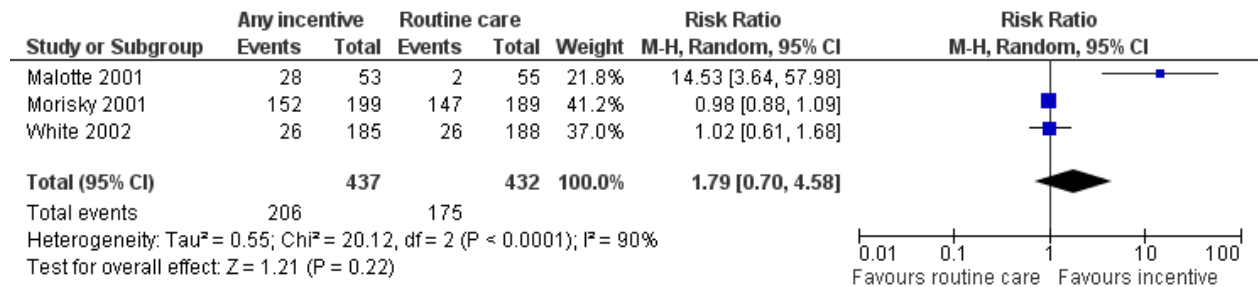 Any incentive Routine care Risk Ratio Risk Ratio
Study or Subgroup Events Total Events Total Weight M-H, Random, 95% CI M-H, Random, 95% CI
Malotte 2001 28 53 2 55 21.8% 14.53 [3.64, 57.98]
Morisky 2001 152 199 147 189 41.2% 0.98 [0.88, 1.09]
White 2002 26 185 26 188 37.0% 1.02 [0.61, 1.68]
Total (95% CI) 437 432 100.0% 1.79 [0.70, 4.58]
Total events 206 175
Heterogeneity: Tau² = 0.55; Chi² = 20.12, df = 2 (P < 0.0001); I² = 90%
Test for overall effect: Z = 1.21 (P = 0.22)
0.01 0.1 1 10 100
Favours routine care Favours incentive